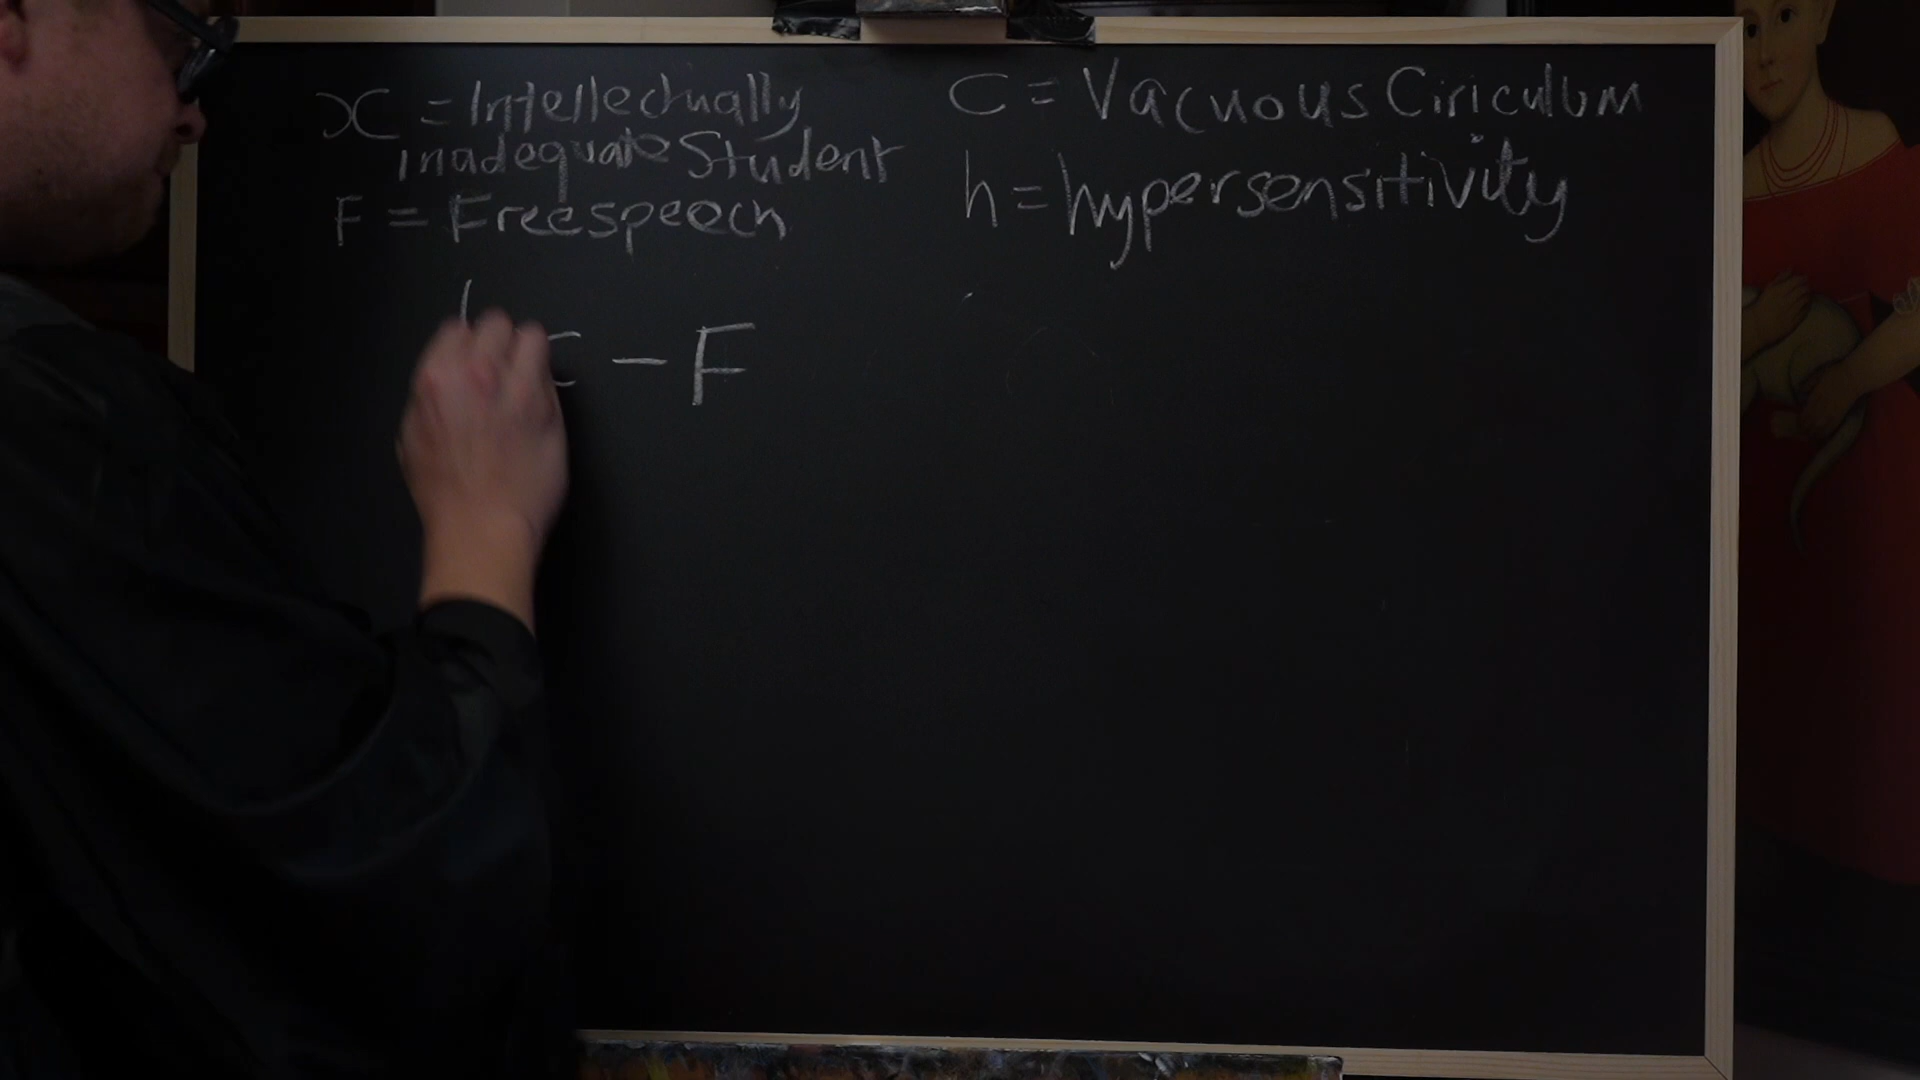 x = Intellectually
inadequate Student
F = Freespeech
C = Vacuous Ciriculum
h = hypersensitivity
- F